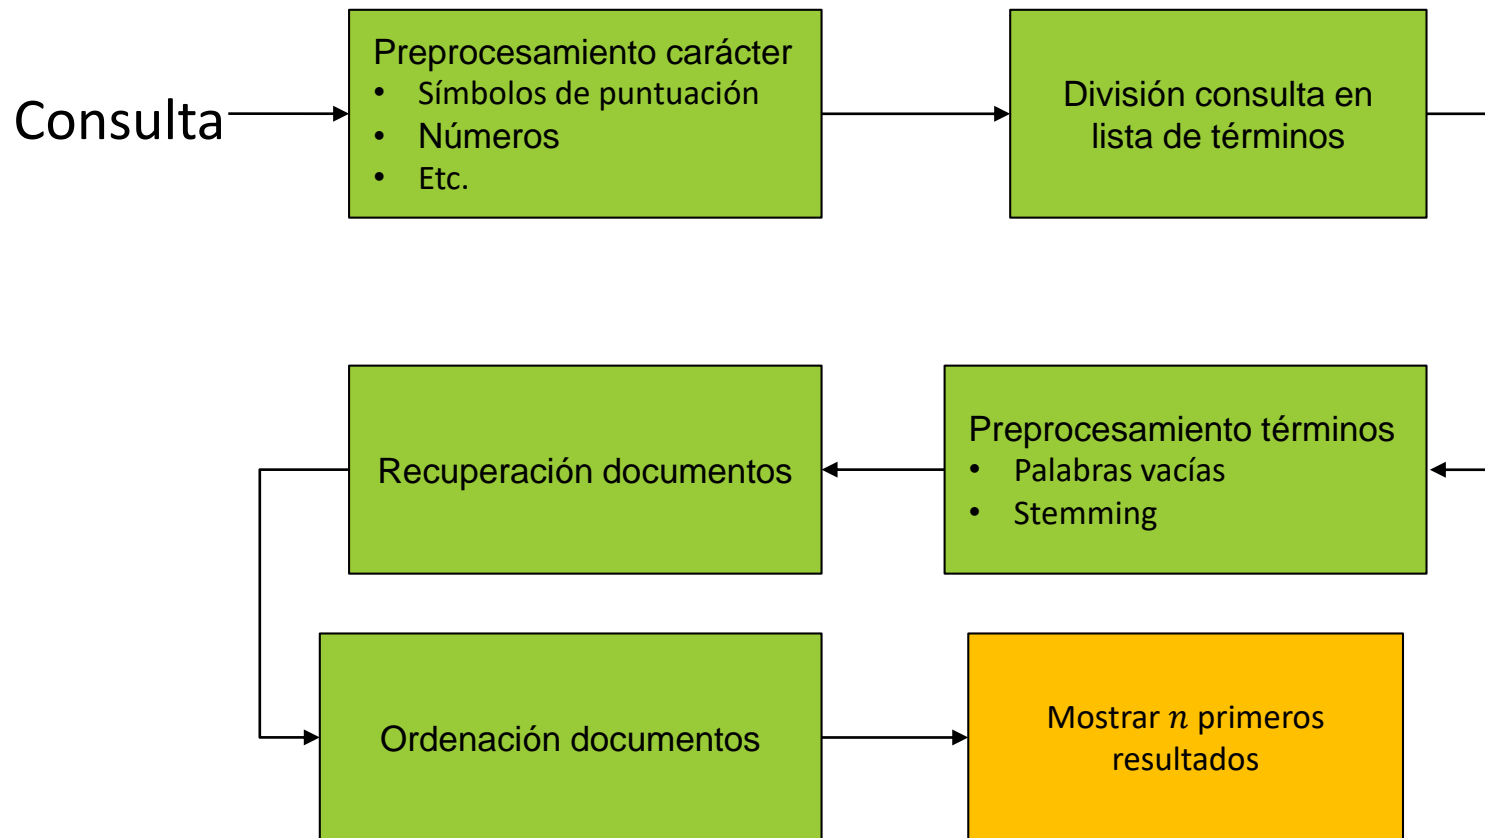 Consulta
Preprocesamiento carácter
• Símbolos de puntuación
• Números
• Etc.
División consulta en
lista de términos
Preprocesamiento términos
• Palabras vacías
• Stemming
Recuperación documentos
Ordenación documentos
Mostrar n primeros
resultados